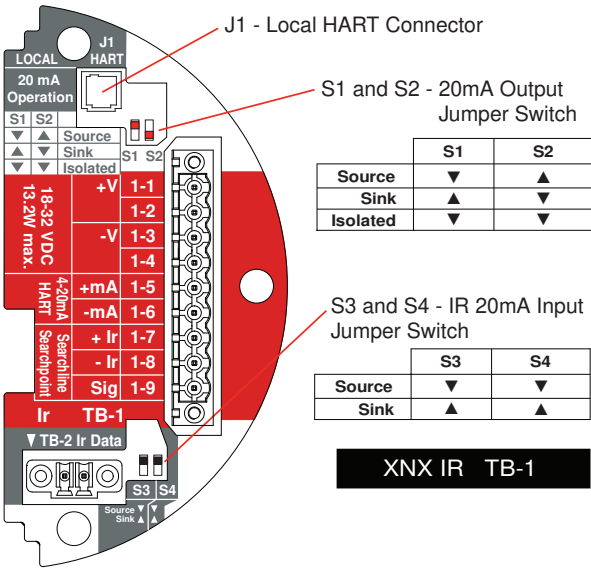 J1 - Local HART Connector
J1
LOCAL HART
20 mA
Operation
S1 S2
▼ ▲ Source
▲ ▼ Sink
▼ ▼ Isolated
S1 S2
S1 and S2 - 20mA Output
Jumper Switch
S1 S2
Source ▼ ▲
Sink ▲ ▼
Isolated ▼ ▼
18-32 VDC
13.2W max.
+V 1-1
1-2
-V 1-3
1-4
4-20mA
HART
+mA 1-5
-mA 1-6
Searchline
Searchpoint
+ Ir 1-7
- Ir 1-8
Sig 1-9
Ir TB-1
▼ TB-2 Ir Data
S3 S4
Source ▼ ▼
Sink ▲ ▲
S3 and S4 - IR 20mA Input
Jumper Switch
S3 S4
Source ▼ ▼
Sink ▲ ▲
XNX IR TB-1